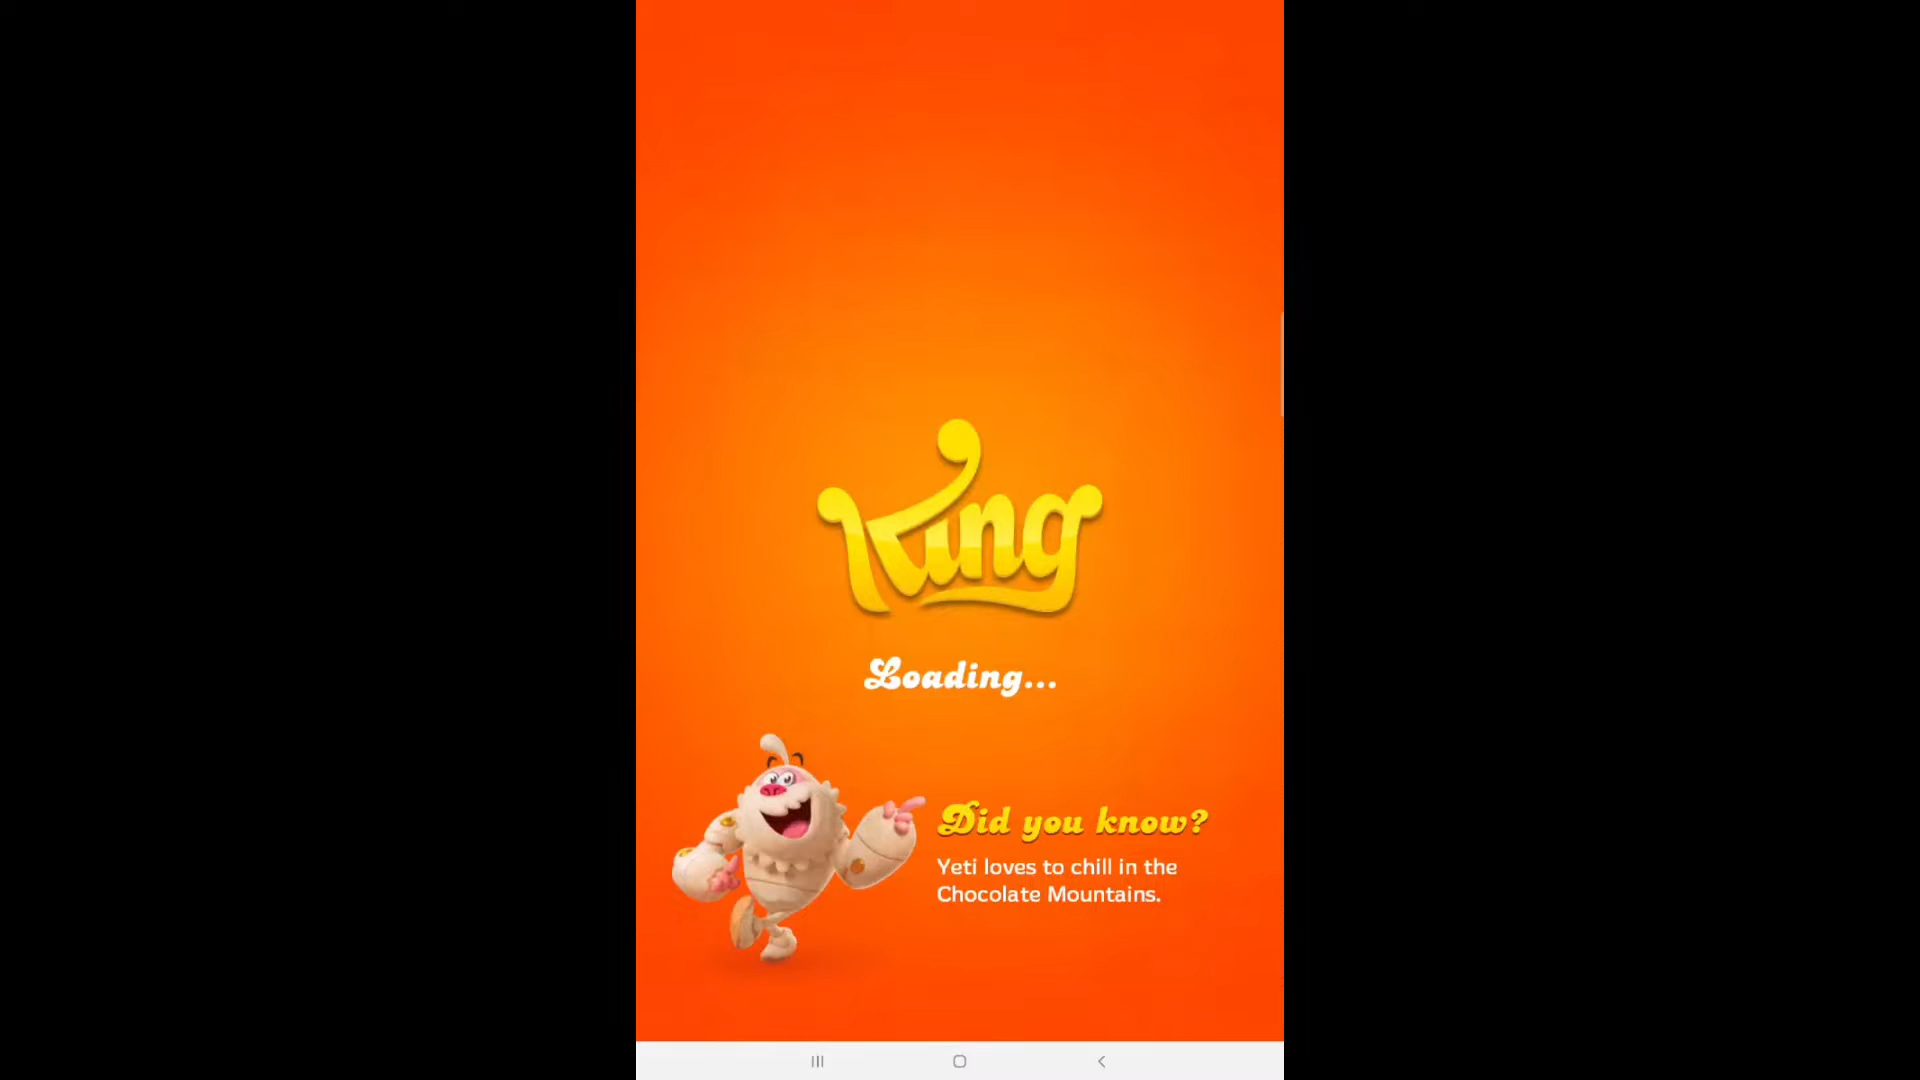 King
Loading...
Did you know?
Yeti loves to chill in the
Chocolate Mountains.